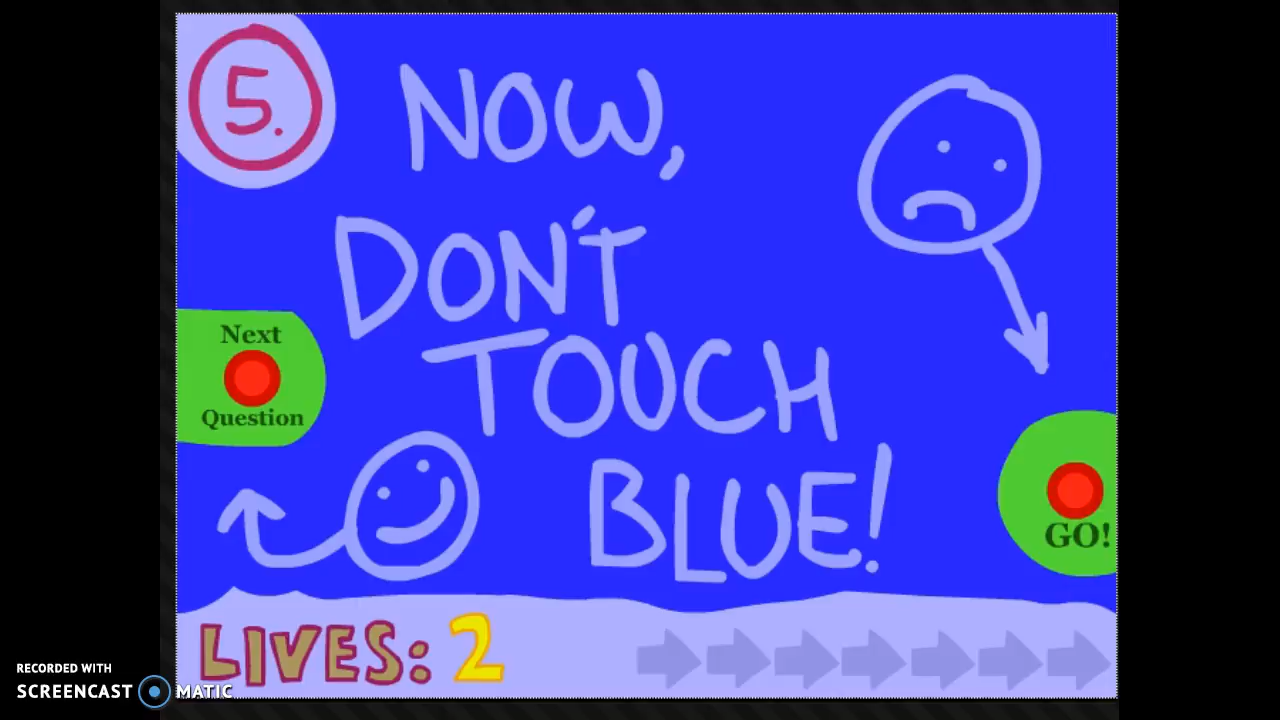 5.
NOW,
DON'T
TOUCH
BLUE!
Next
Question
GO!
LIVES: 2
RECORDED WITH
SCREENCAST MATIC